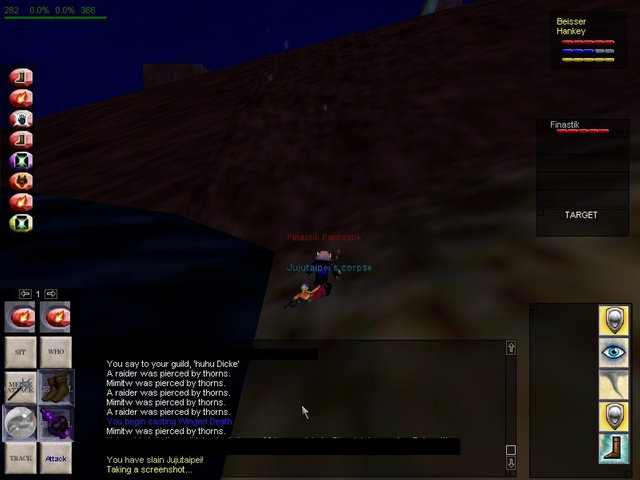 282 0.0% 0.0% 366
Beisser
Hankey
Finastik
TARGET
Finastik Fantastik
Jujutaipei's corpse
1
SIT
WHO
MELEE ATTACK
TRACK
Attack
You say to your guild, 'huhu Dicke'
A raider was pierced by thorns.
Mimitw was pierced by thorns.
A raider was pierced by thorns.
Mimitw was pierced by thorns.
A raider was pierced by thorns.
You begin casting Winged Death.
Mimitw was pierced by thorns.
You have slain Jujutaipei!
Taking a screenshot...